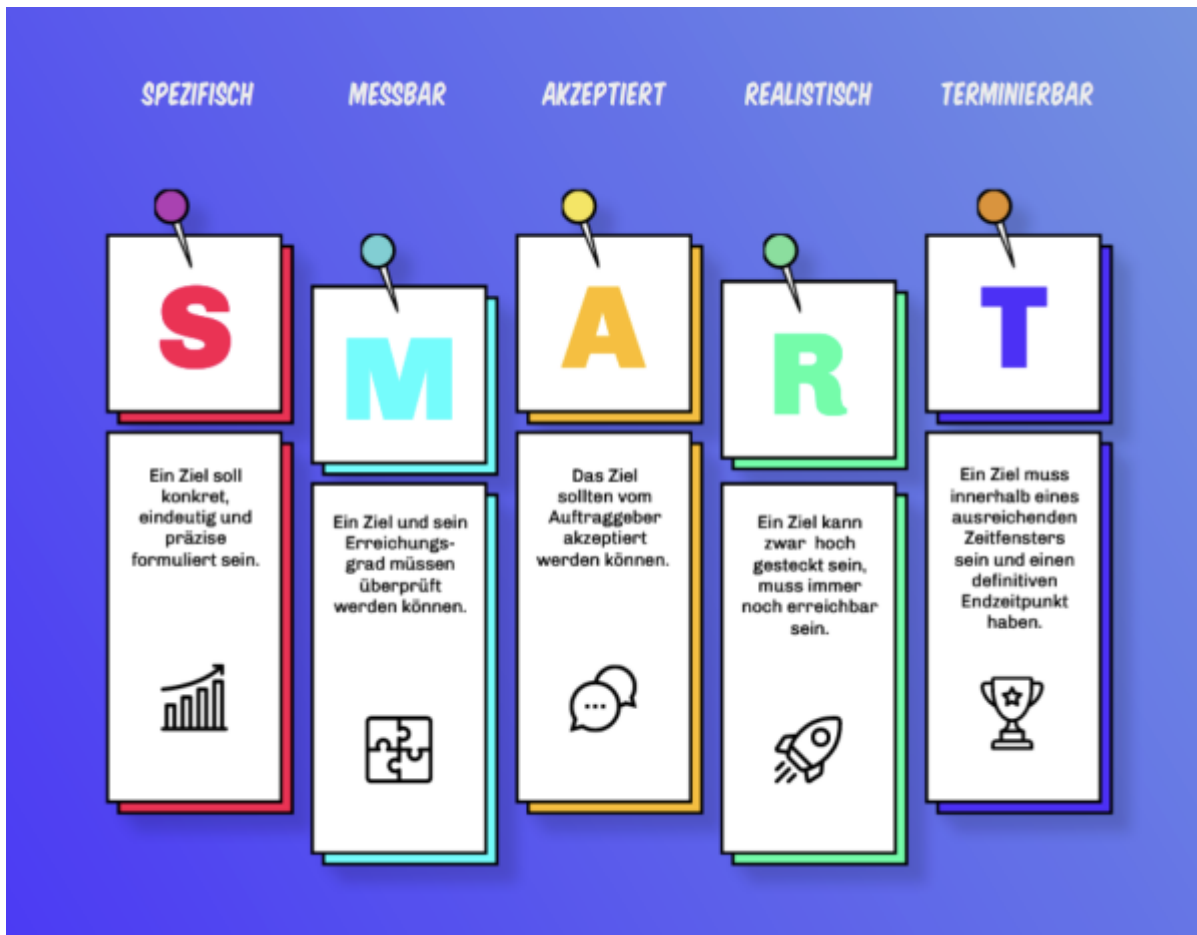 SPEZIFISCH
MESSBAR
AKZEPTIERT
REALISTISCH
TERMINIERBAR
S
M
A
R
T
Ein Ziel soll
konkret,
eindeutig und
präzise
formuliert sein.
Ein Ziel und sein
Erreichungs-
grad müssen
überprüft
werden können.
Das Ziel
sollten vom
Auftraggeber
akzeptiert
werden können.
Ein Ziel kann
zwar hoch
gesteckt sein,
muss immer
noch erreichbar
sein.
Ein Ziel muss
innerhalb eines
ausreichenden
Zeitfensters
sein und einen
definitiven
Endzeitpunkt
haben.